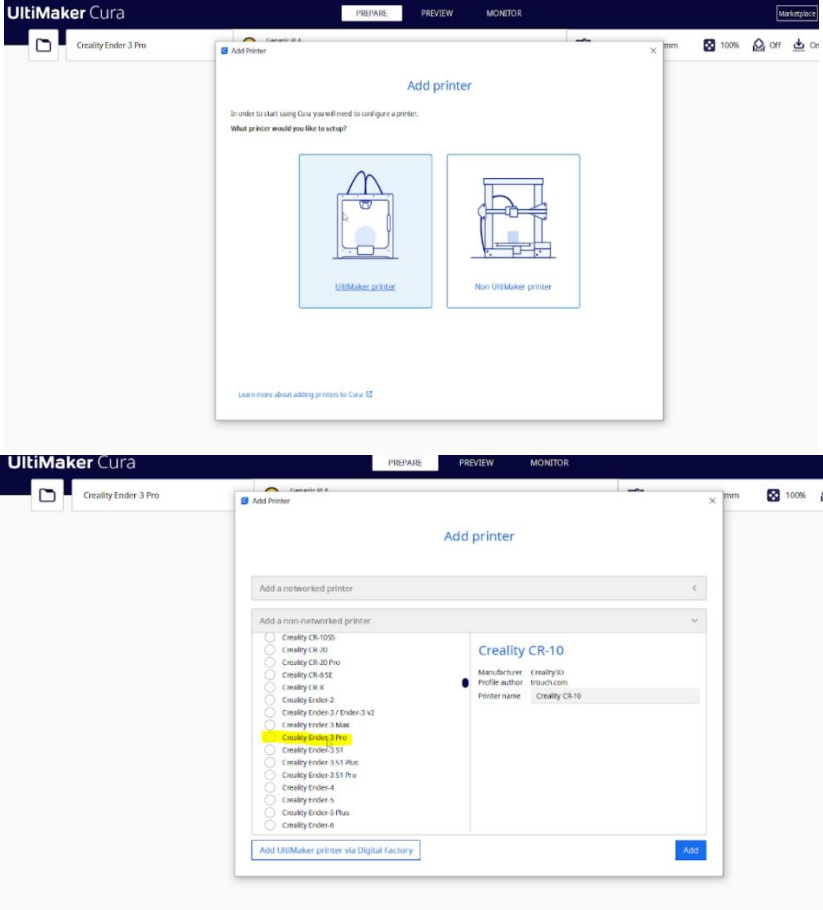 UltiMaker Cura
PREPARE PREVIEW MONITOR
Marketplace
Creality Ender 3 Pro
mm 100% Off On
Add Printer
Add printer
In order to start using Cura you will need to configure a printer.
What printer would you like to setup?
UltiMaker printer
Non UltiMaker printer
Learn more about adding printers to Cura
UltiMaker Cura
PREPARE PREVIEW MONITOR
Creality Ender 3 Pro
mm 100%
Add Printer
Add printer
Add a networked printer
Add a non-networked printer
Creality CR-10S5
Creality CR-20
Creality CR-20 Pro
Creality CR-6 SE
Creality CR-X
Creality Ender-2
Creality Ender-3 / Ender-3 v2
Creality Ender-3 Max
Creality Ender-3 Pro
Creality Ender-3 S1
Creality Ender-3 S1 Plus
Creality Ender-3 S1 Pro
Creality Ender-4
Creality Ender-5
Creality Ender-5 Plus
Creality Ender-6
Creality CR-10
Manufacturer Creality3D
Profile author trouch.com
Printer name Creality CR-10
Add UltiMaker printer via Digital Factory
Add